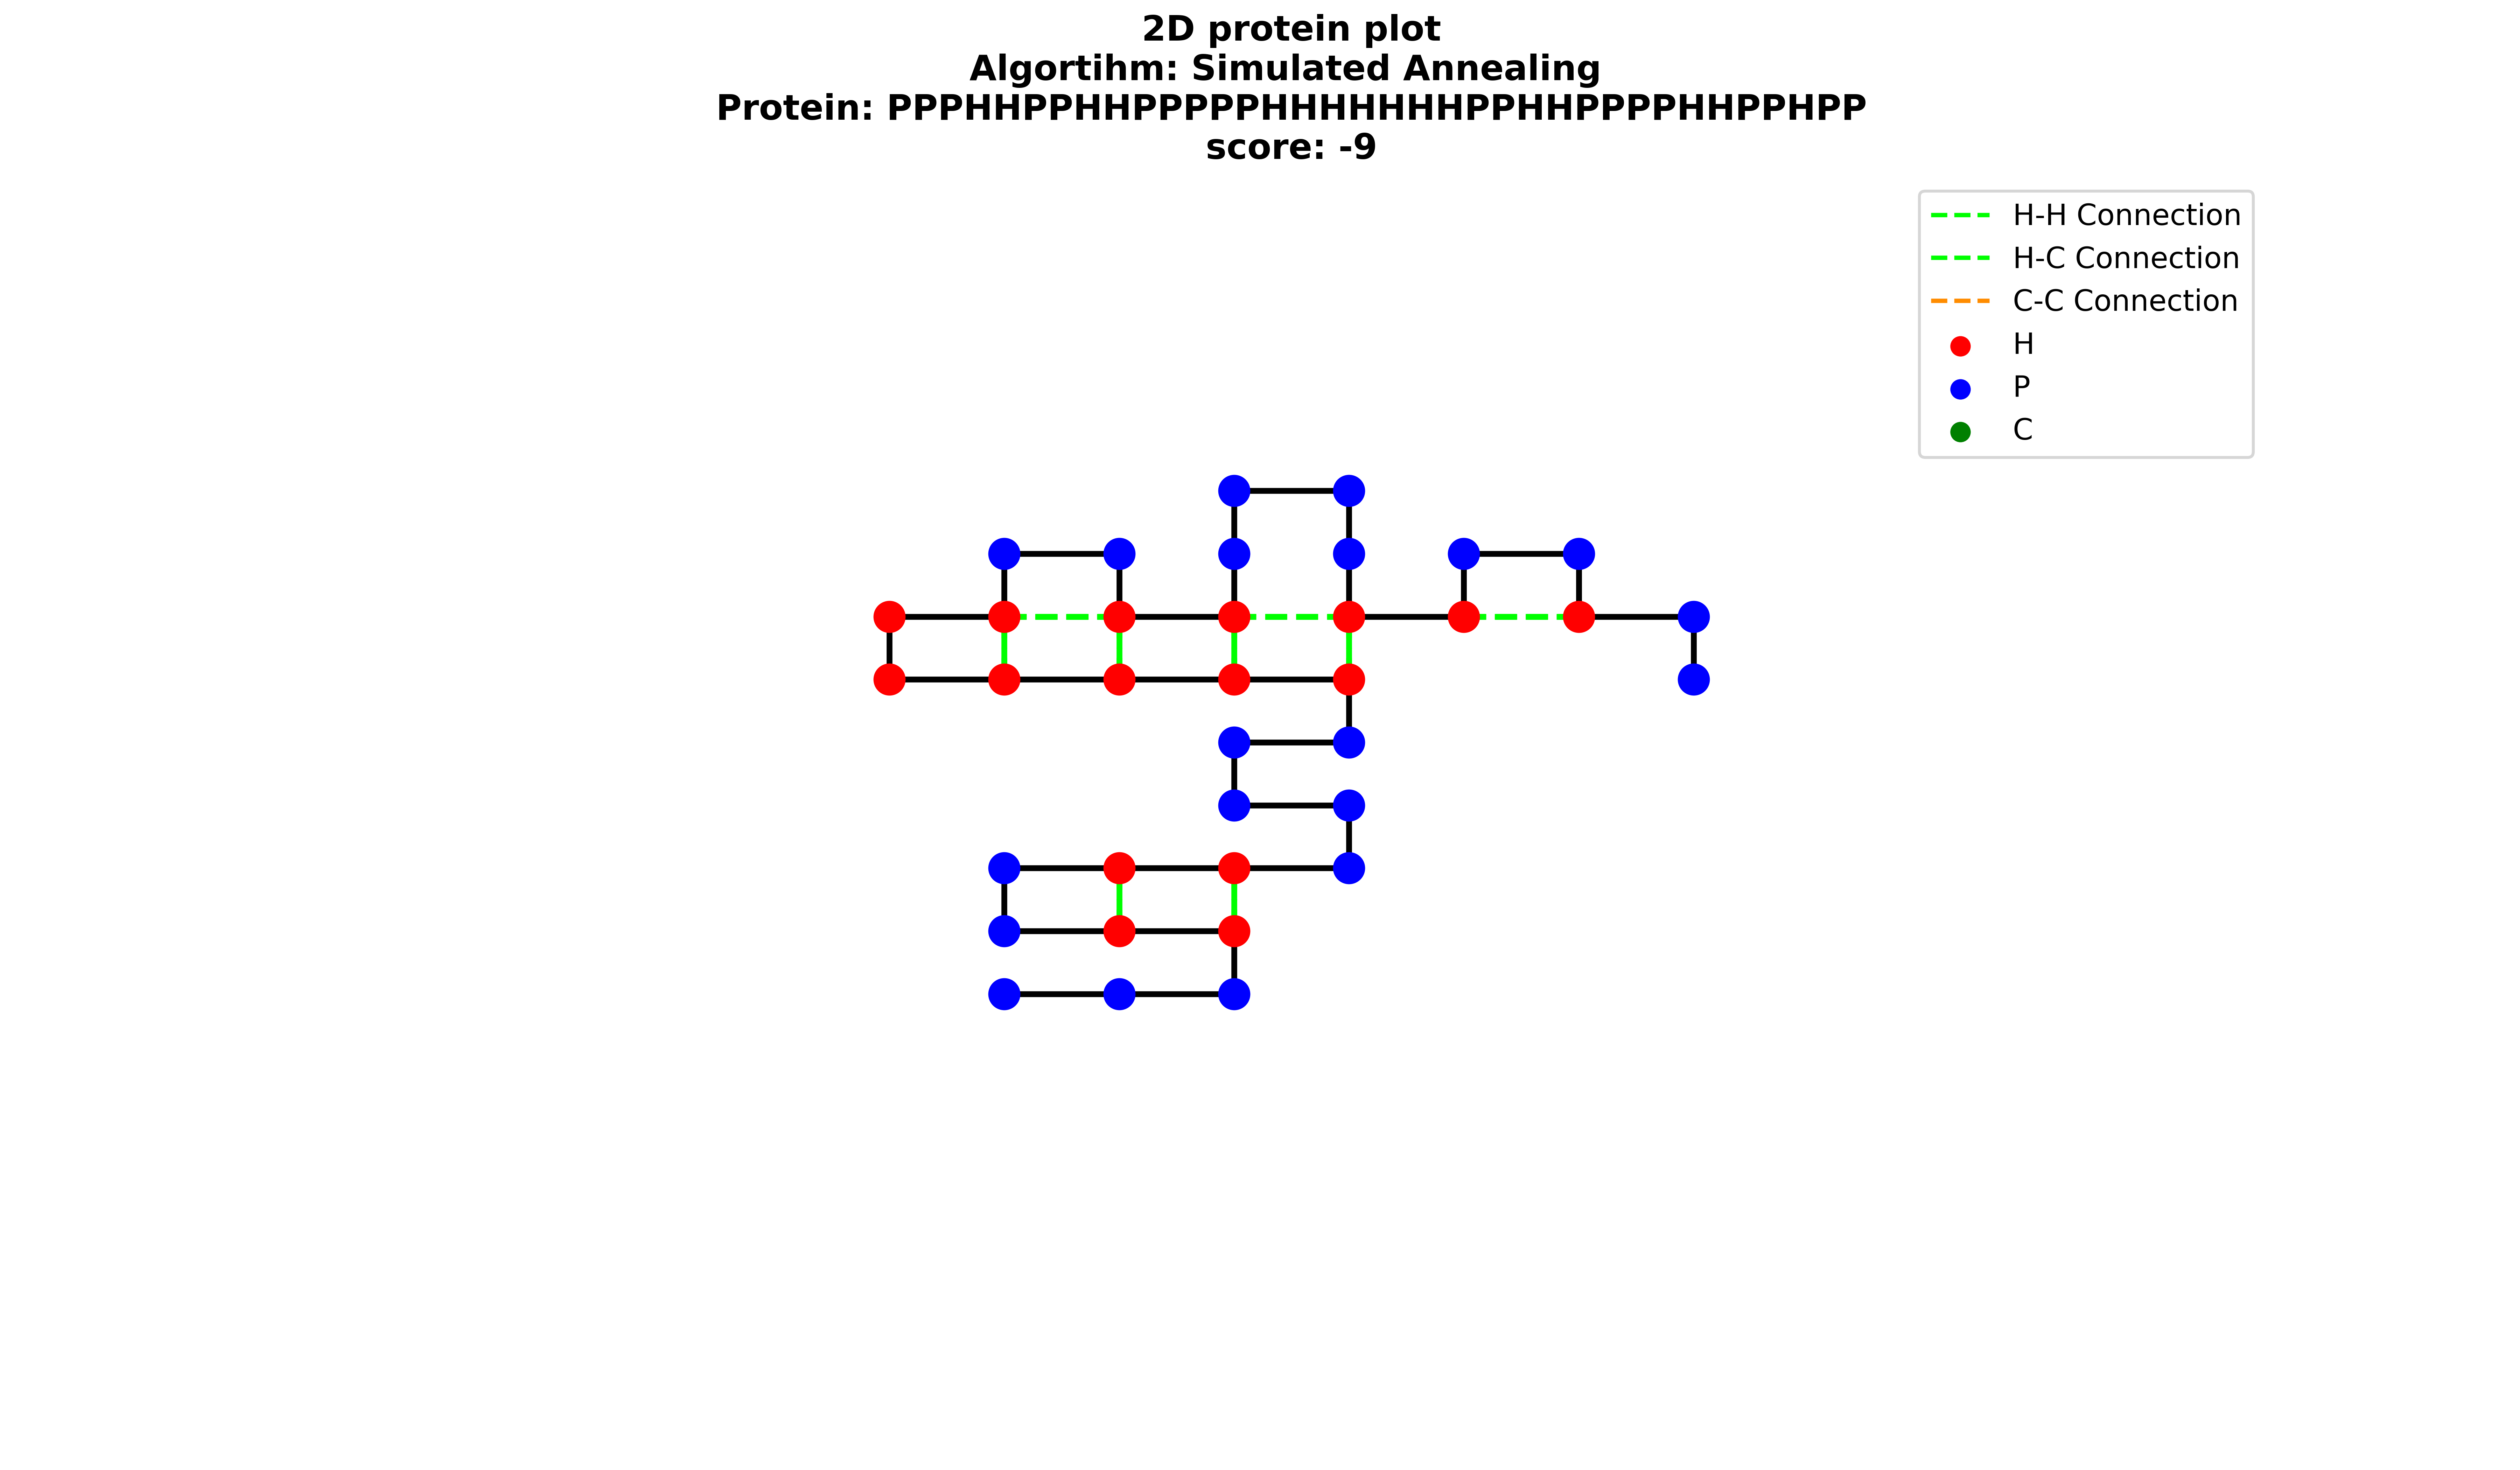 2D protein plot
Algortihm: Simulated Annealing
Protein: PPPHHPPHHPPPPPHHHHHHHPPHHPPPPHHPPHPP
score: -9
H-H Connection
H-C Connection
C-C Connection
H
P
C